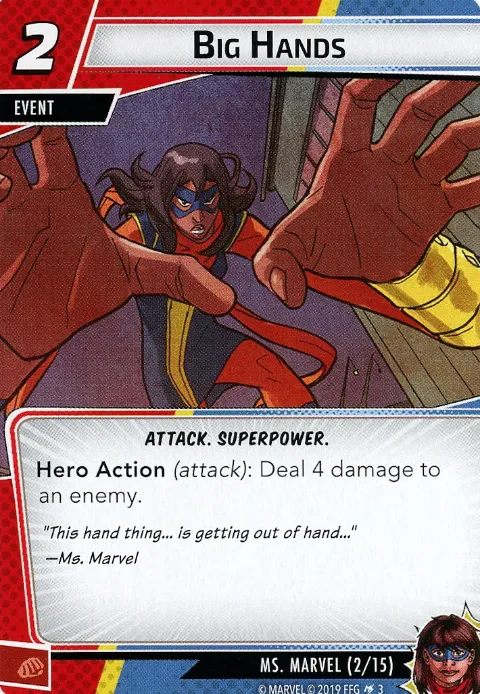 2
BIG HANDS
EVENT
ATTACK. SUPERPOWER.
Hero Action (attack): Deal 4 damage to
an enemy.
"This hand thing... is getting out of hand..."
—Ms. Marvel
MS. MARVEL (2/15)
© MARVEL © 2019 FFG 3